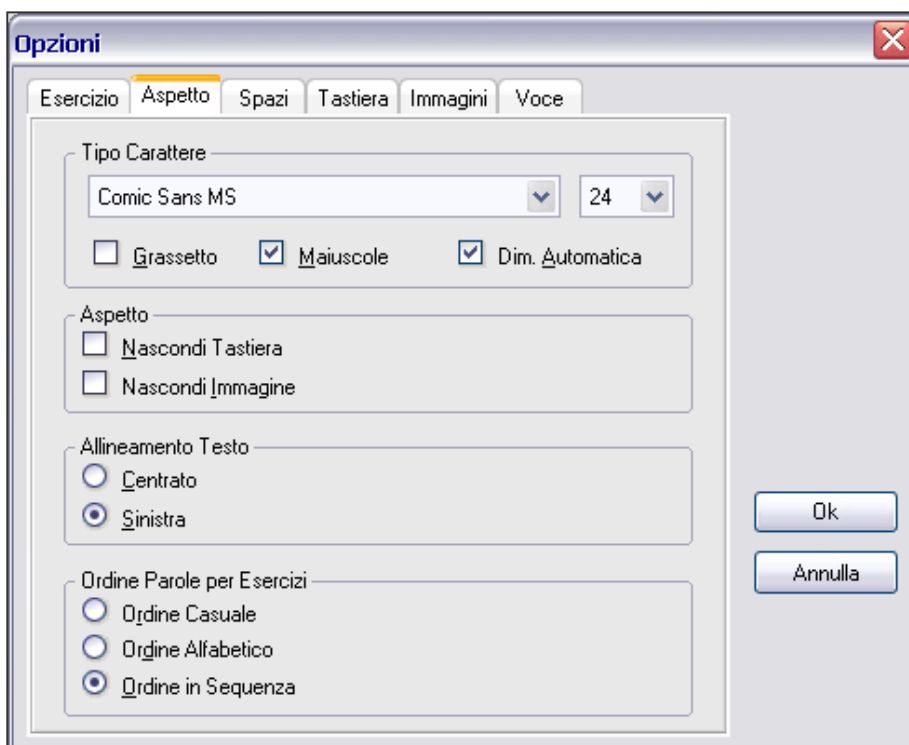 Opzioni
Esercizio Aspetto Spazi Tastiera Immagini Voce
Tipo Carattere
Comic Sans MS 24
Grassetto Maiuscole Dim. Automatica
Aspetto
Nascondi Tastiera
Nascondi Immagine
Allineamento Testo
Centrato
Sinistra
Ok
Annulla
Ordine Parole per Esercizi
Ordine Casuale
Ordine Alfabetico
Ordine in Sequenza